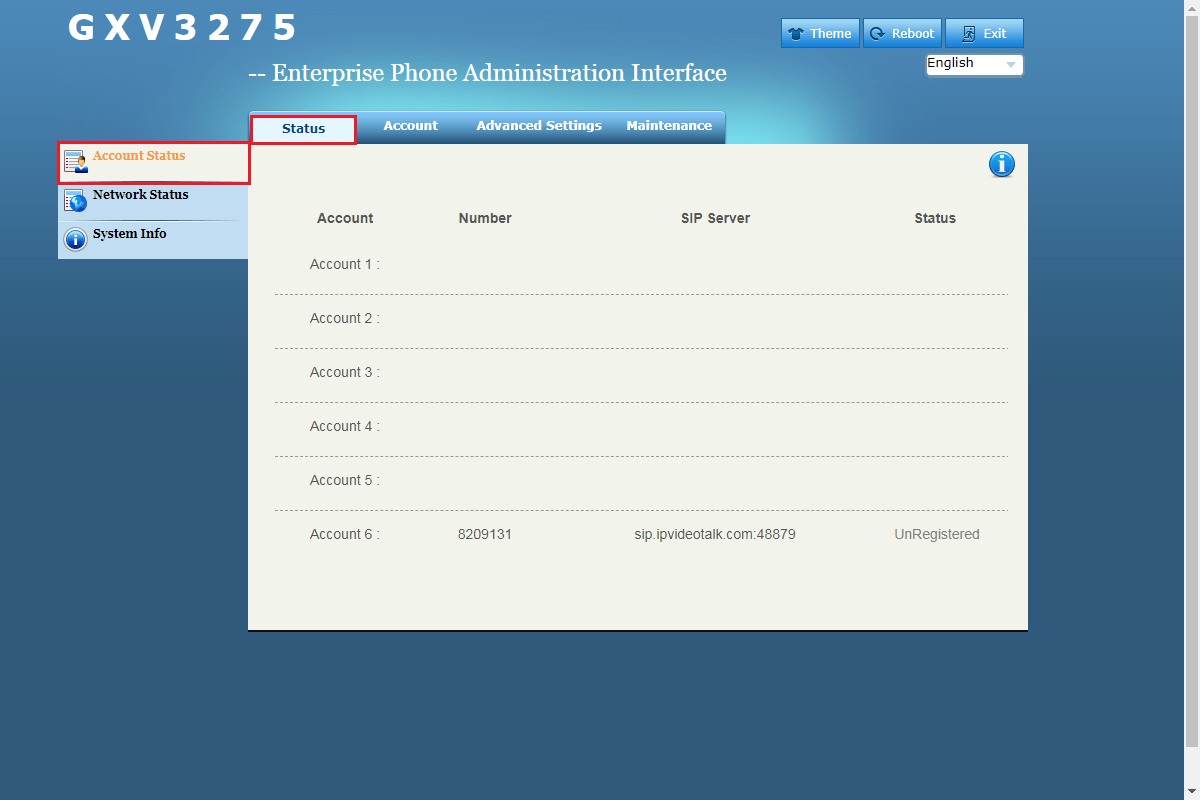 GXV3275
Theme Reboot Exit
English
-- Enterprise Phone Administration Interface
Status Account Advanced Settings Maintenance
Account Status
Network Status
System Info
Account Number SIP Server Status
Account 1 :
Account 2 :
Account 3 :
Account 4 :
Account 5 :
Account 6 : 8209131 sip.ipvideotalk.com:48879 UnRegistered